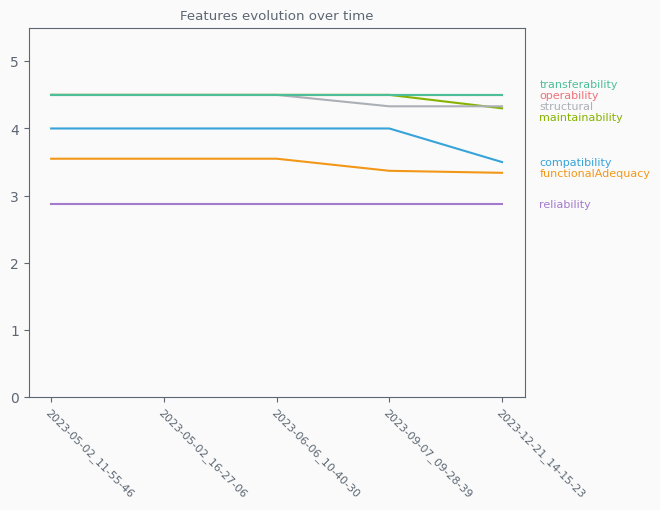 Features evolution over time
5
4
3
2
1
0
transferability
operability
structural
maintainability
compatibility
functionalAdequacy
reliability
2023-05-02_11-55-46
2023-05-02_16-27-06
2023-06-06_10-40-30
2023-09-07_09-28-39
2023-12-21_14-15-23